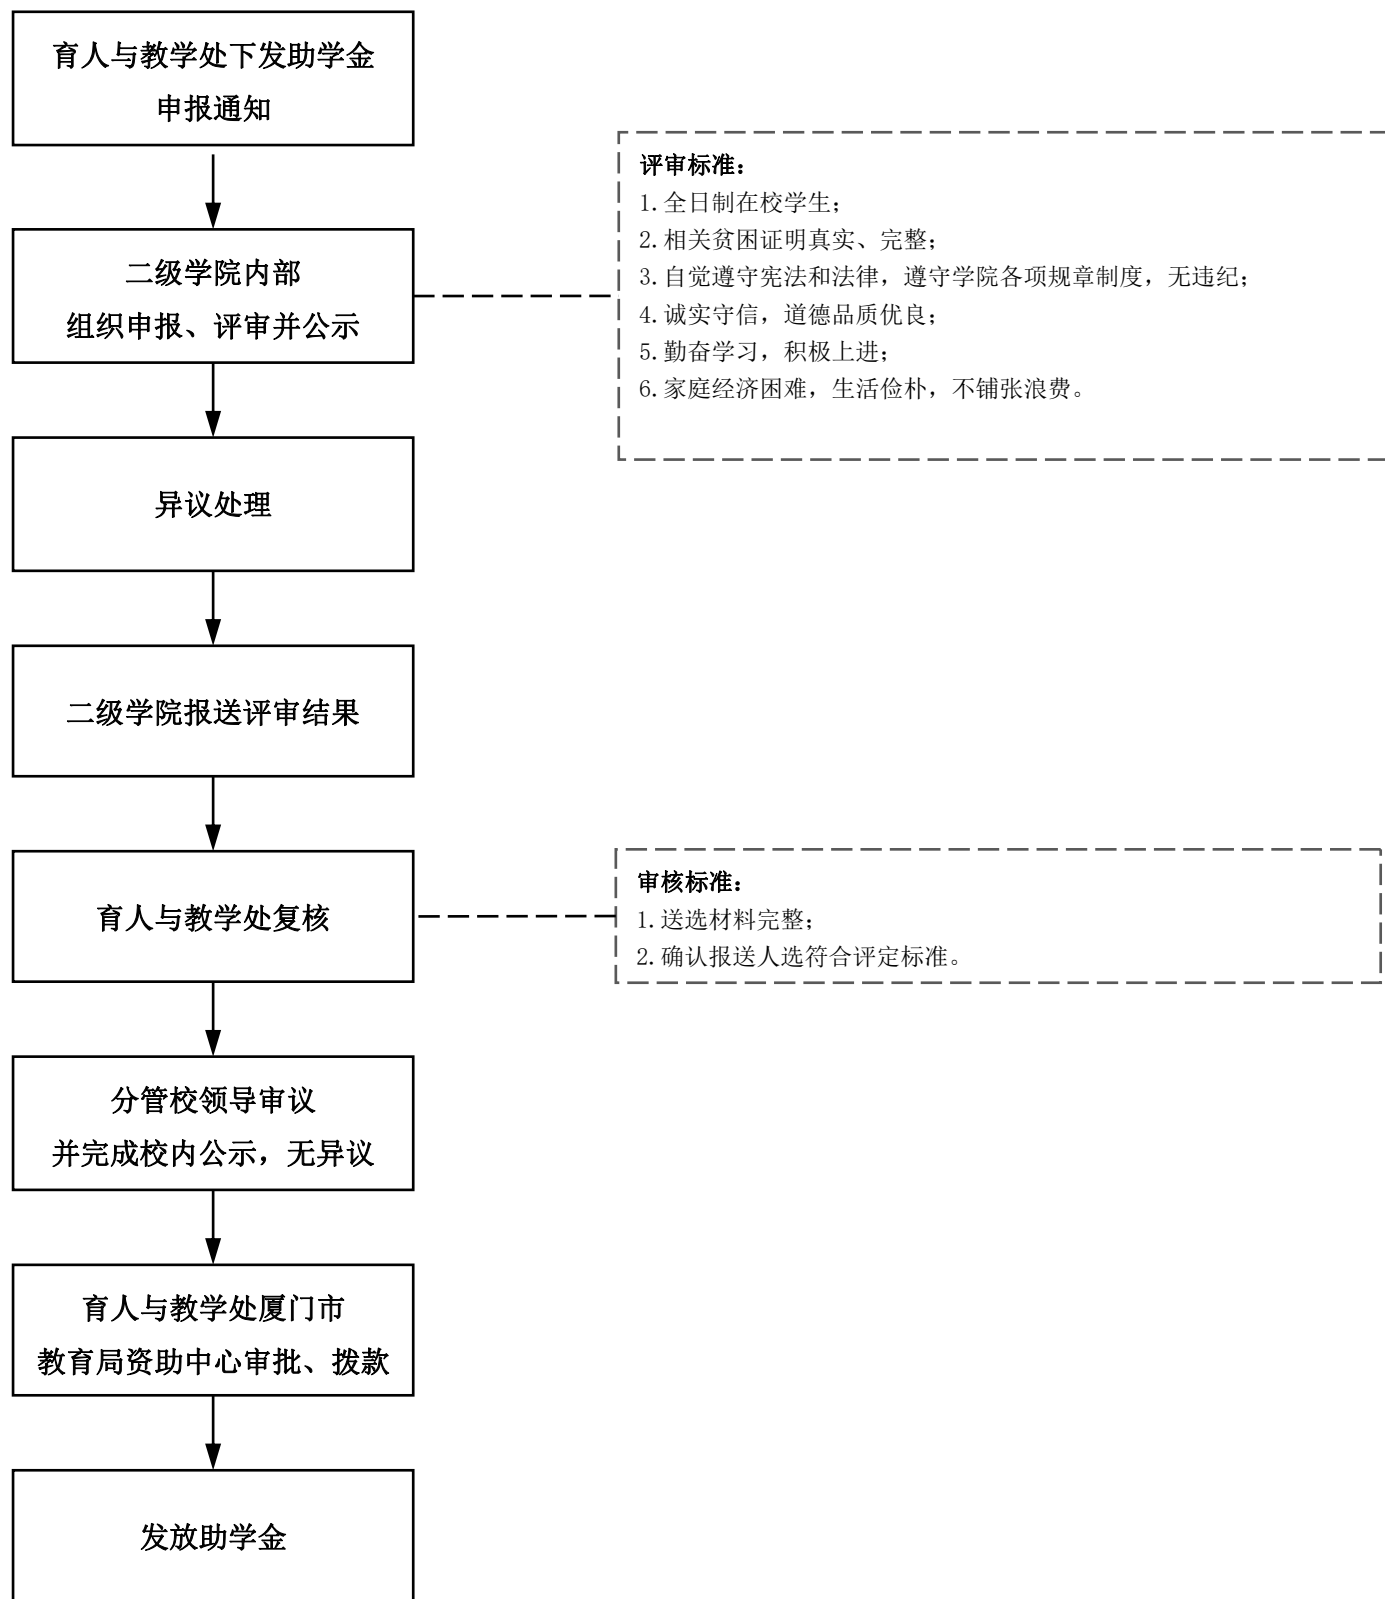 育人与教学处下发助学金
申报通知
二级学院内部
组织申报、评审并公示
评审标准：
1.全日制在校学生；
2.相关贫困证明真实、完整；
3.自觉遵守宪法和法律，遵守学院各项规章制度，无违纪；
4.诚实守信，道德品质优良；
5.勤奋学习，积极上进；
6.家庭经济困难，生活俭朴，不铺张浪费。
异议处理
二级学院报送评审结果
育人与教学处复核
审核标准：
1.送选材料完整；
2.确认报送人选符合评定标准。
分管校领导审议
并完成校内公示，无异议
育人与教学处厦门市
教育局资助中心审批、拨款
发放助学金